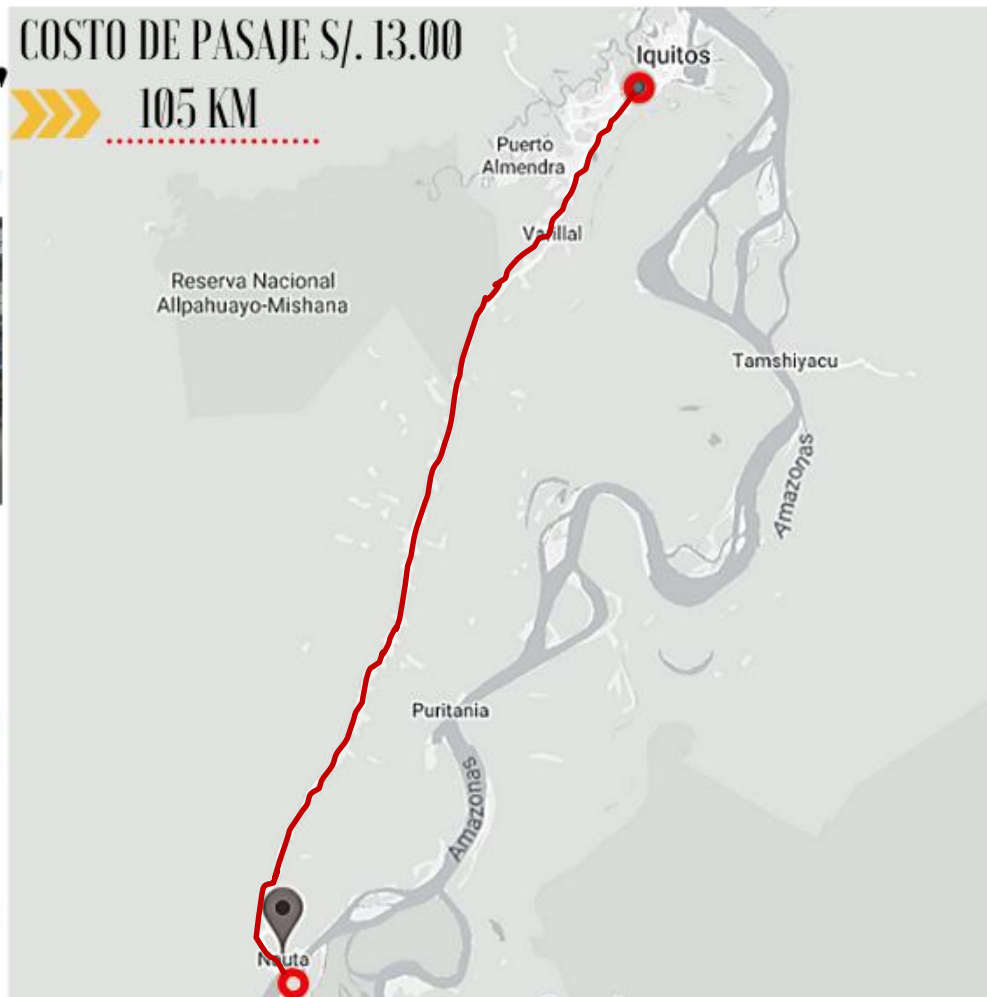 COSTO DE PASAJE S/. 13.00
105 KM
Iquitos
Puerto
Almendra
Varillal
Reserva Nacional
Allpahuayo-Mishana
Tamshiyacu
Amazonas
Puritania
Amazonas
Nauta